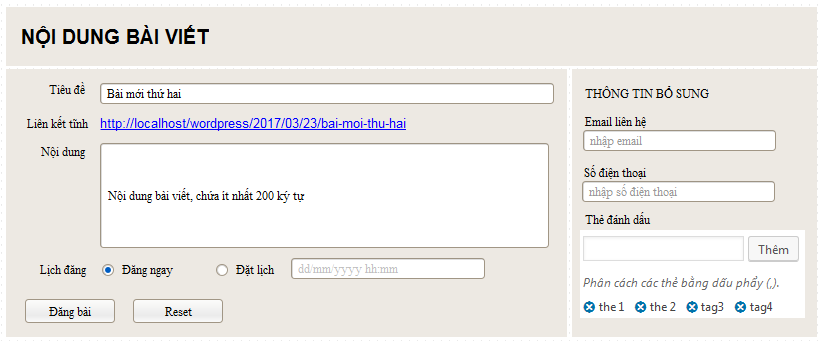 NỘI DUNG BÀI VIẾT
Tiêu đề
Bài mới thứ hai
Liên kết tĩnh
http://localhost/wordpress/2017/03/23/bai-moi-thu-hai
Nội dung
Nội dung bài viết, chứa ít nhất 200 ký tự
Lịch đăng
Đăng ngay
Đặt lịch
dd/mm/yyyy hh:mm
Đăng bài
Reset
THÔNG TIN BỔ SUNG
Email liên hệ
nhập email
Số điện thoại
nhập số điện thoại
Thẻ đánh dấu
Thêm
Phân cách các thẻ bằng dấu phẩy (,).
the 1 the 2 tag3 tag4